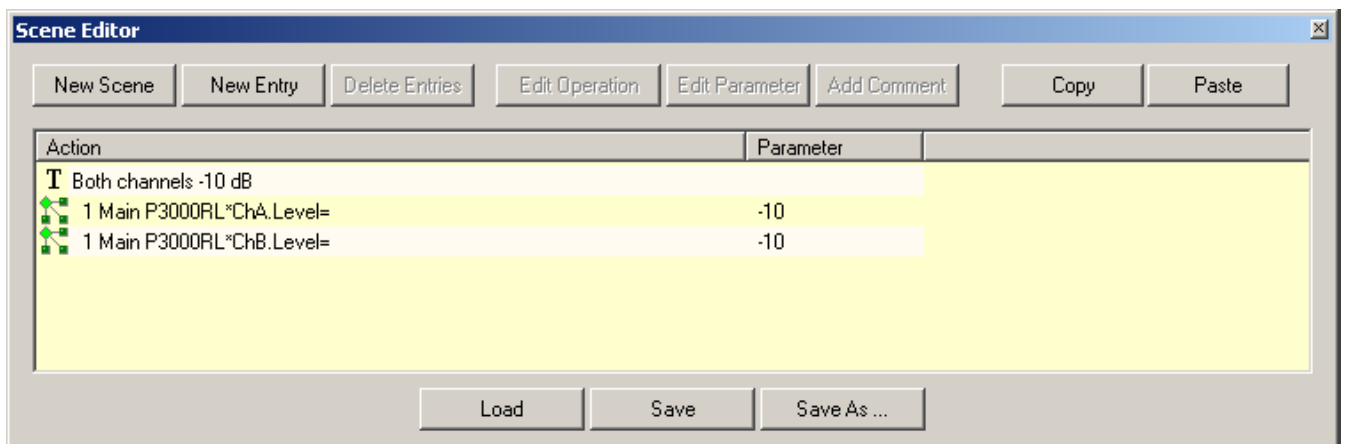 Scene Editor
New Scene New Entry Delete Entries Edit Operation Edit Parameter Add Comment Copy Paste
Action Parameter
T Both channels -10 dB
1 Main P3000RL*ChA.Level= -10
1 Main P3000RL*ChB.Level= -10
Load Save Save As ...